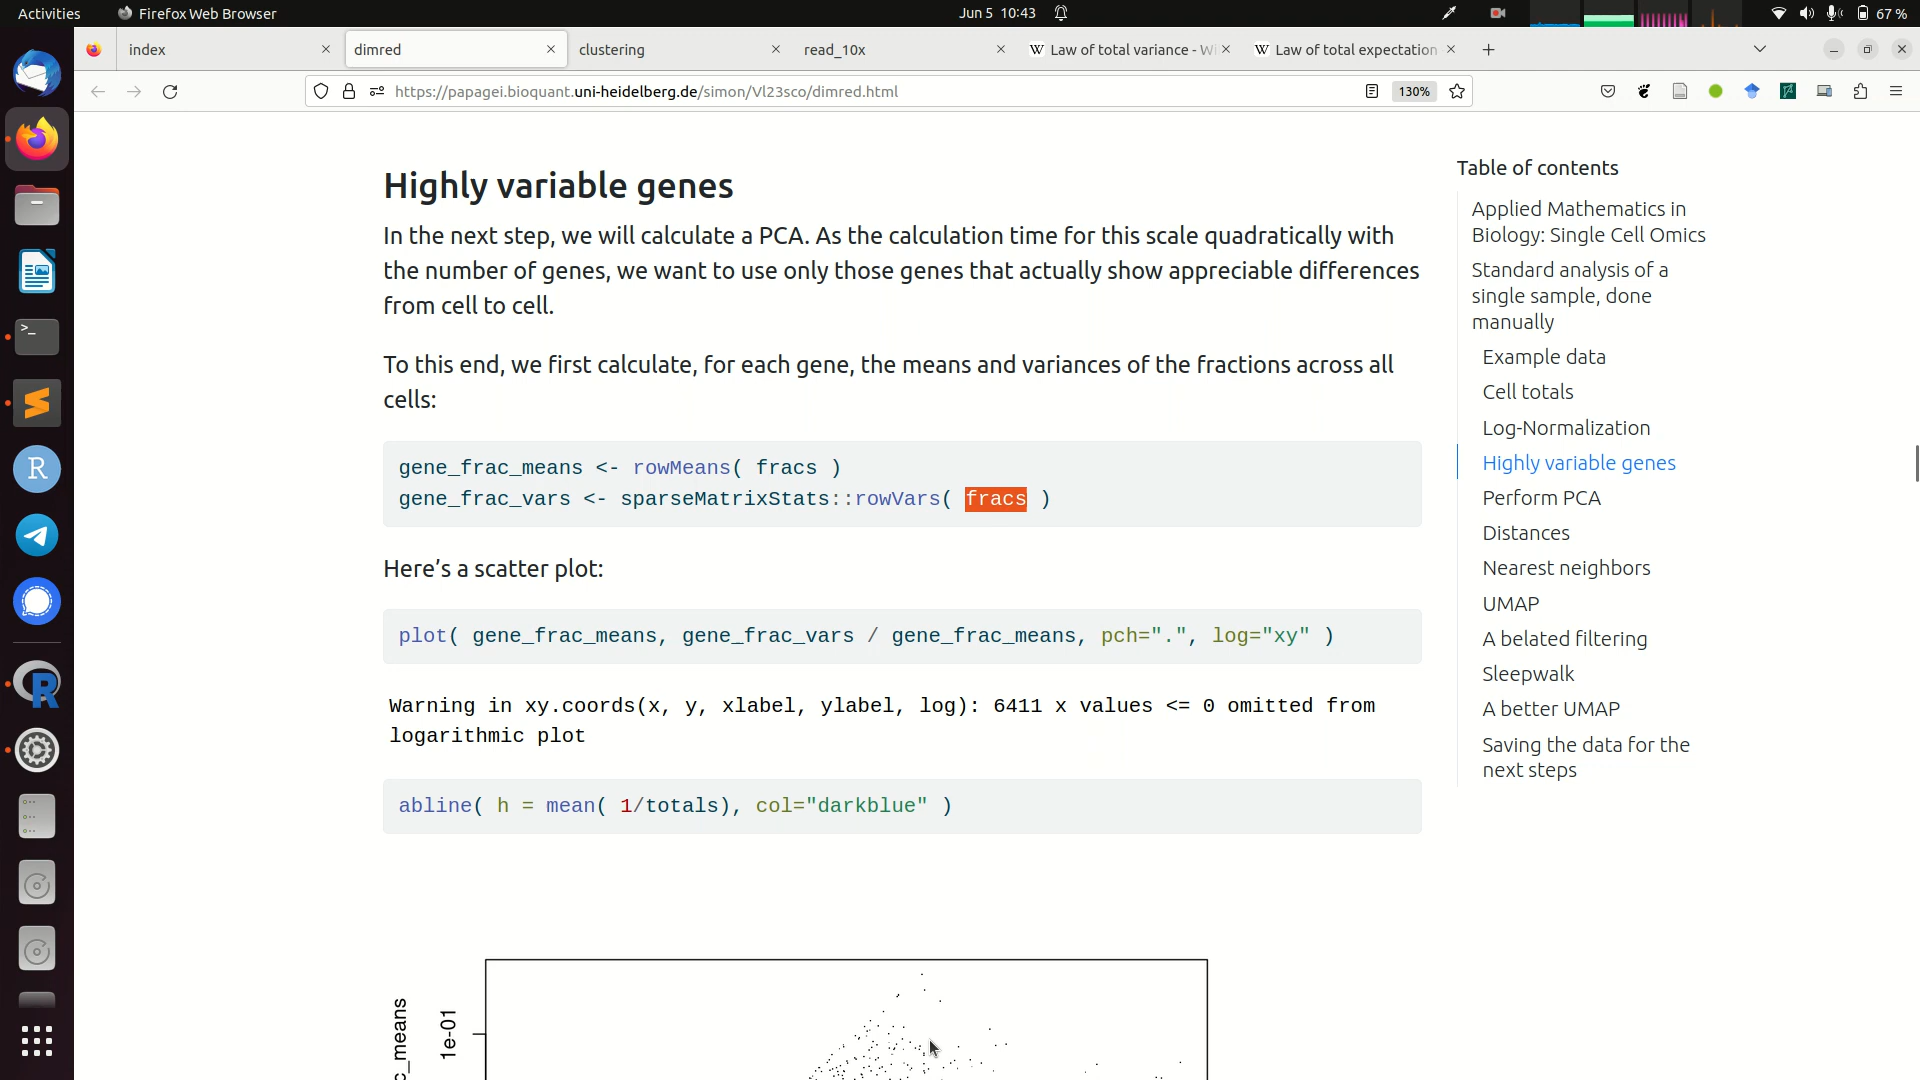 Activities Firefox Web Browser Jun 5 10:43 67 %
index dimred clustering read_10x Law of total variance - Wi Law of total expectation
https://papagei.bioquant.uni-heidelberg.de/simon/Vl23sco/dimred.html 130%
Highly variable genes
In the next step, we will calculate a PCA. As the calculation time for this scale quadratically with
the number of genes, we want to use only those genes that actually show appreciable differences
from cell to cell.
To this end, we first calculate, for each gene, the means and variances of the fractions across all
cells:
gene_frac_means <- rowMeans( fracs )
gene_frac_vars <- sparseMatrixStats::rowVars( fracs )
Here’s a scatter plot:
plot( gene_frac_means, gene_frac_vars / gene_frac_means, pch=".", log="xy" )
Warning in xy.coords(x, y, xlabel, ylabel, log): 6411 x values <= 0 omitted from
logarithmic plot
abline( h = mean( 1/totals), col="darkblue" )
c_means
1e-01
Table of contents
Applied Mathematics in
Biology: Single Cell Omics
Standard analysis of a
single sample, done
manually
Example data
Cell totals
Log-Normalization
Highly variable genes
Perform PCA
Distances
Nearest neighbors
UMAP
A belated filtering
Sleepwalk
A better UMAP
Saving the data for the
next steps